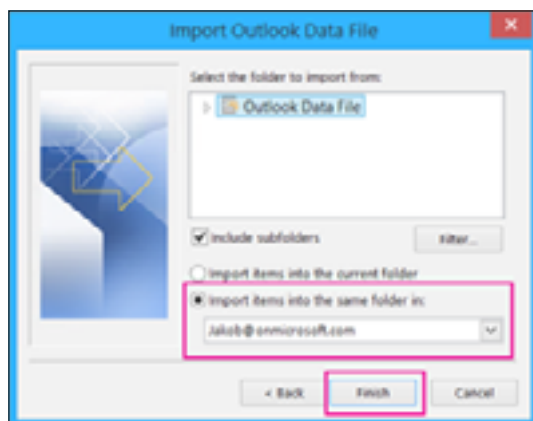 Import Outlook Data File
Select the folder to import from:
Outlook Data File
Include subfolders
Filter...
Import items into the current folder
Import items into the same folder in:
Jakob@onmicrosoft.com
< Back Finish Cancel